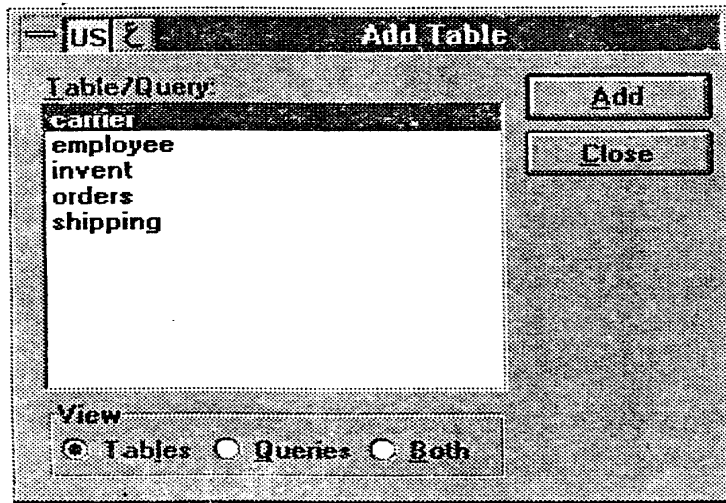 US ع Add Table
Table/Query:
carrier
employee
invent
orders
shipping
Add
Close
View
Tables Queries Both